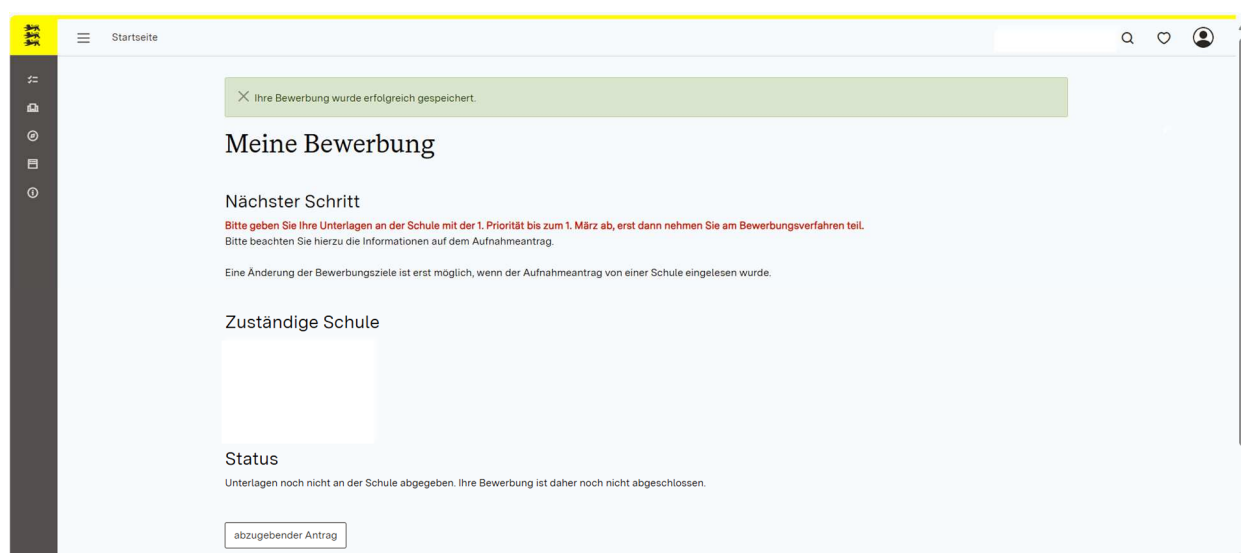 Startseite
Ihre Bewerbung wurde erfolgreich gespeichert.
Meine Bewerbung
Nächster Schritt
Bitte geben Sie Ihre Unterlagen an der Schule mit der 1. Priorität bis zum 1. März ab, erst dann nehmen Sie am Bewerbungsverfahren teil.
Bitte beachten Sie hierzu die Informationen auf dem Aufnahmeantrag.
Eine Änderung der Bewerbungsziele ist erst möglich, wenn der Aufnahmeantrag von einer Schule eingelesen wurde.
Zuständige Schule
Status
Unterlagen noch nicht an der Schule abgegeben. Ihre Bewerbung ist daher noch nicht abgeschlossen.
abzugebender Antrag